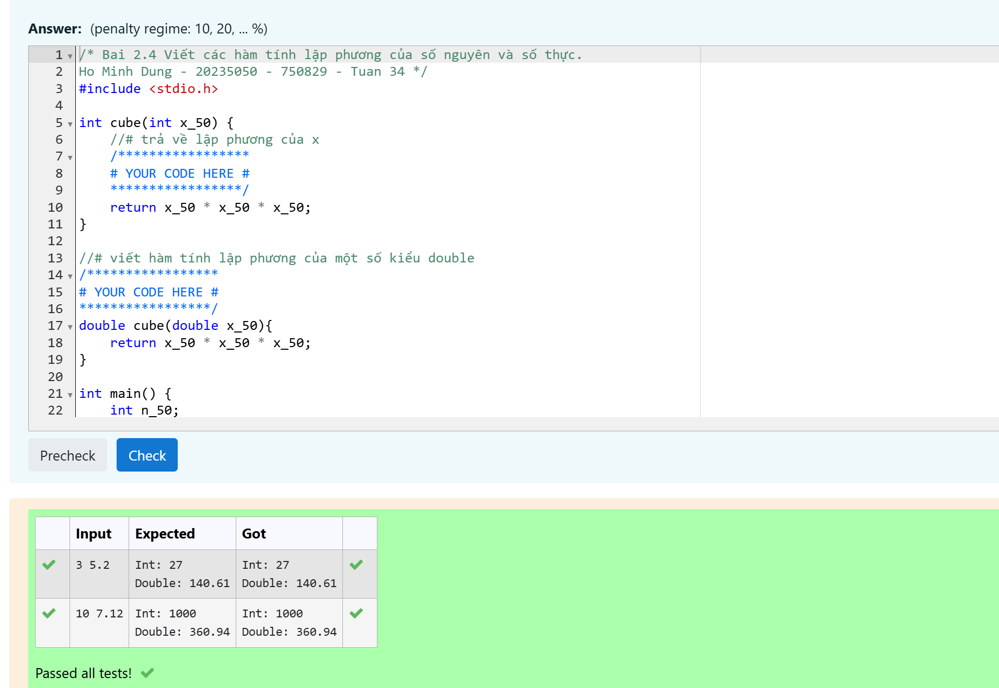 Answer: (penalty regime: 10, 20, ... %)
1 /* Bai 2.4 Viết các hàm tính lập phương của số nguyên và số thực.
2 Ho Minh Dung - 20235050 - 750829 - Tuan 34 */
3 #include <stdio.h>
4
5 int cube(int x_50) {
6 //# trả về lập phương của x
7 /*****************
8 # YOUR CODE HERE #
9 *****************/
10 return x_50 * x_50 * x_50;
11 }
12
13 //# viết hàm tính lập phương của một số kiểu double
14 /*****************
15 # YOUR CODE HERE #
16 *****************/
17 double cube(double x_50){
18 return x_50 * x_50 * x_50;
19 }
20
21 int main() {
22 int n_50;
Precheck Check
Input Expected Got
3 5.2 Int: 27 Int: 27
Double: 140.61 Double: 140.61
10 7.12 Int: 1000 Int: 1000
Double: 360.94 Double: 360.94
Passed all tests!